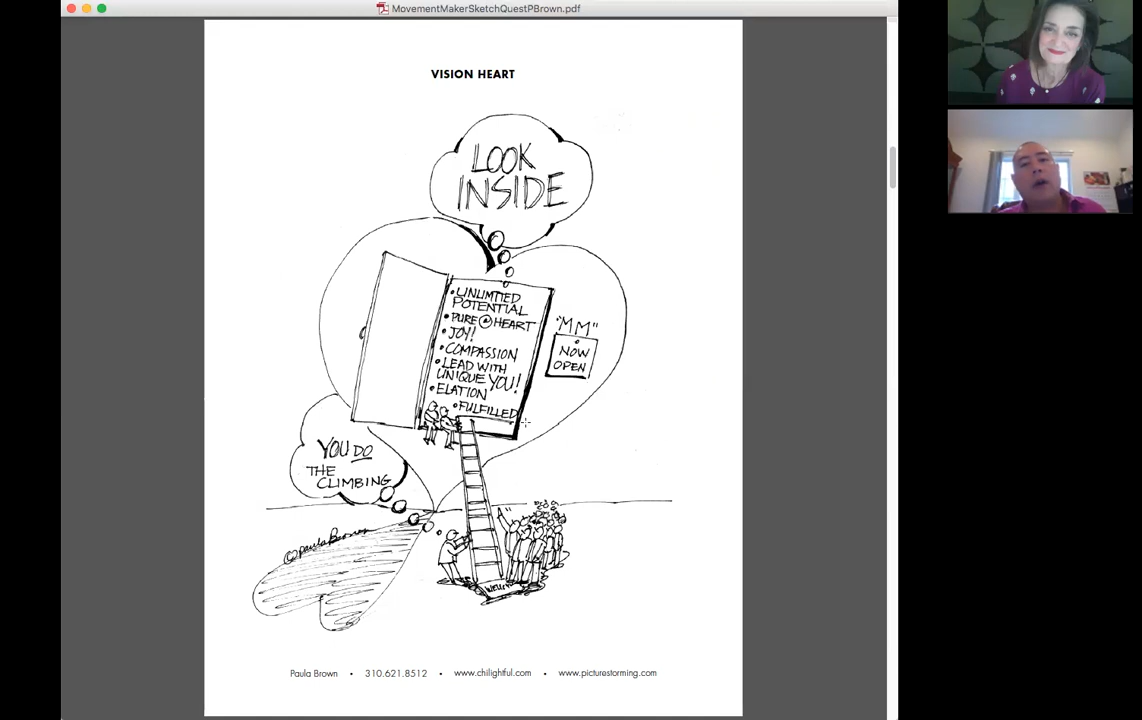 MovementMakerSketchQuestPBrown.pdf
VISION HEART
LOOK
INSIDE
• UNLIMTIED
POTENTIAL
• PURE @ HEART
• JOY!
• COMPASSION
• LEAD WITH
UNIQUE YOU!
• ELATION
• FULFILLED
"MM"
NOW
OPEN
YOU DO
THE
CLIMBING
© paula Brown
Paula Brown • 310.621.8512 • www.chilightful.com • www.picturestorming.com